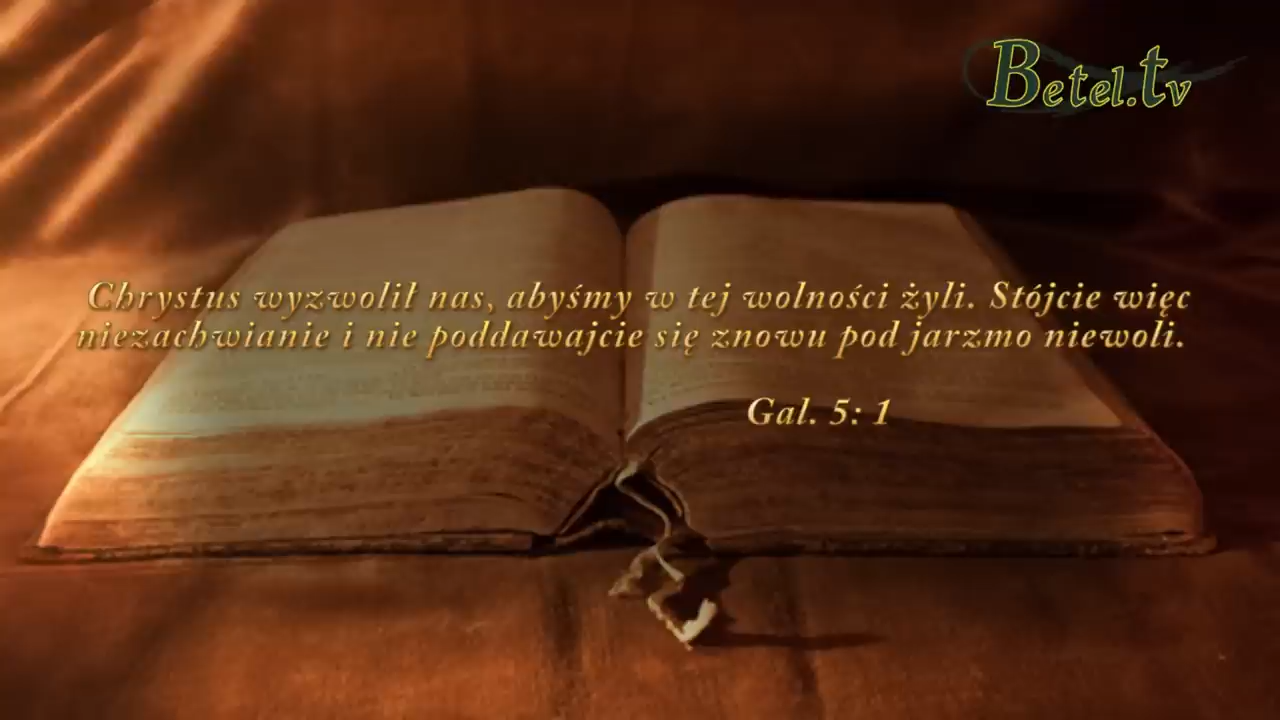 Betel.tv
Chrystus wyzwolił nas, abyśmy w tej wolności żyli. Stójcie więc
niezachwianie i nie poddawajcie się znowu pod jarzmo niewoli.
Gal. 5: 1